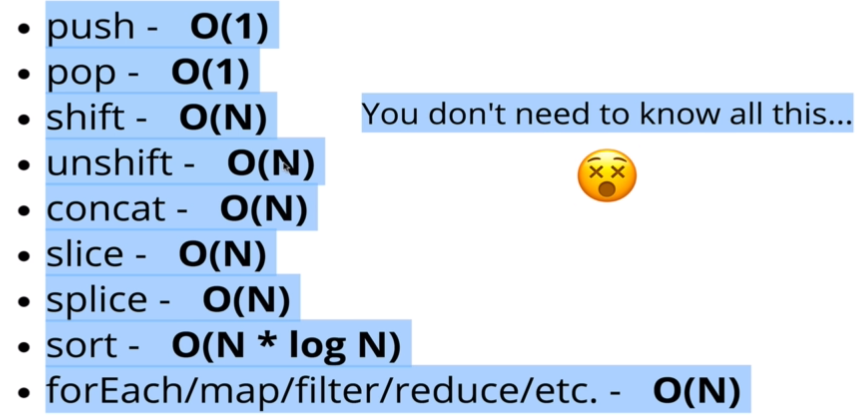 push - O(1)
pop - O(1)
shift - O(N)
unshift - O(N)
concat - O(N)
slice - O(N)
splice - O(N)
sort - O(N * log N)
forEach/map/filter/reduce/etc. - O(N)
You don't need to know all this...